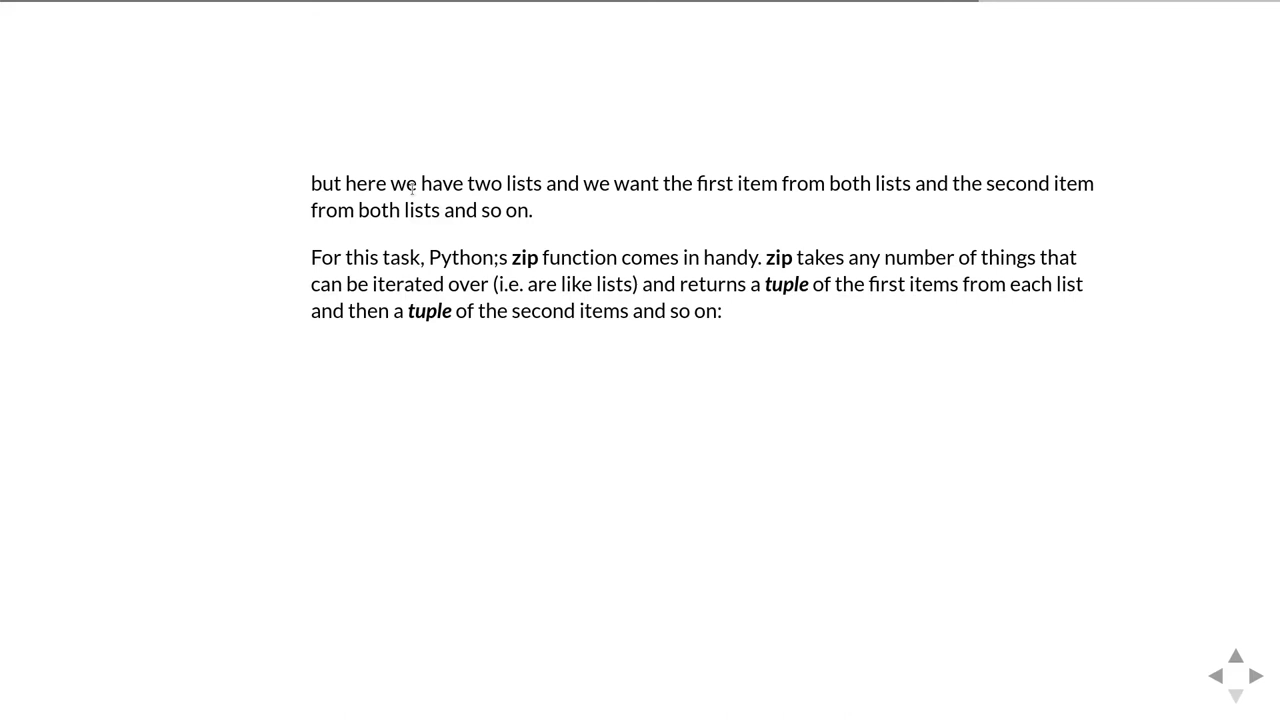 but here we have two lists and we want the first item from both lists and the second item
from both lists and so on.
For this task, Python;s zip function comes in handy. zip takes any number of things that
can be iterated over (i.e. are like lists) and returns a tuple of the first items from each list
and then a tuple of the second items and so on: